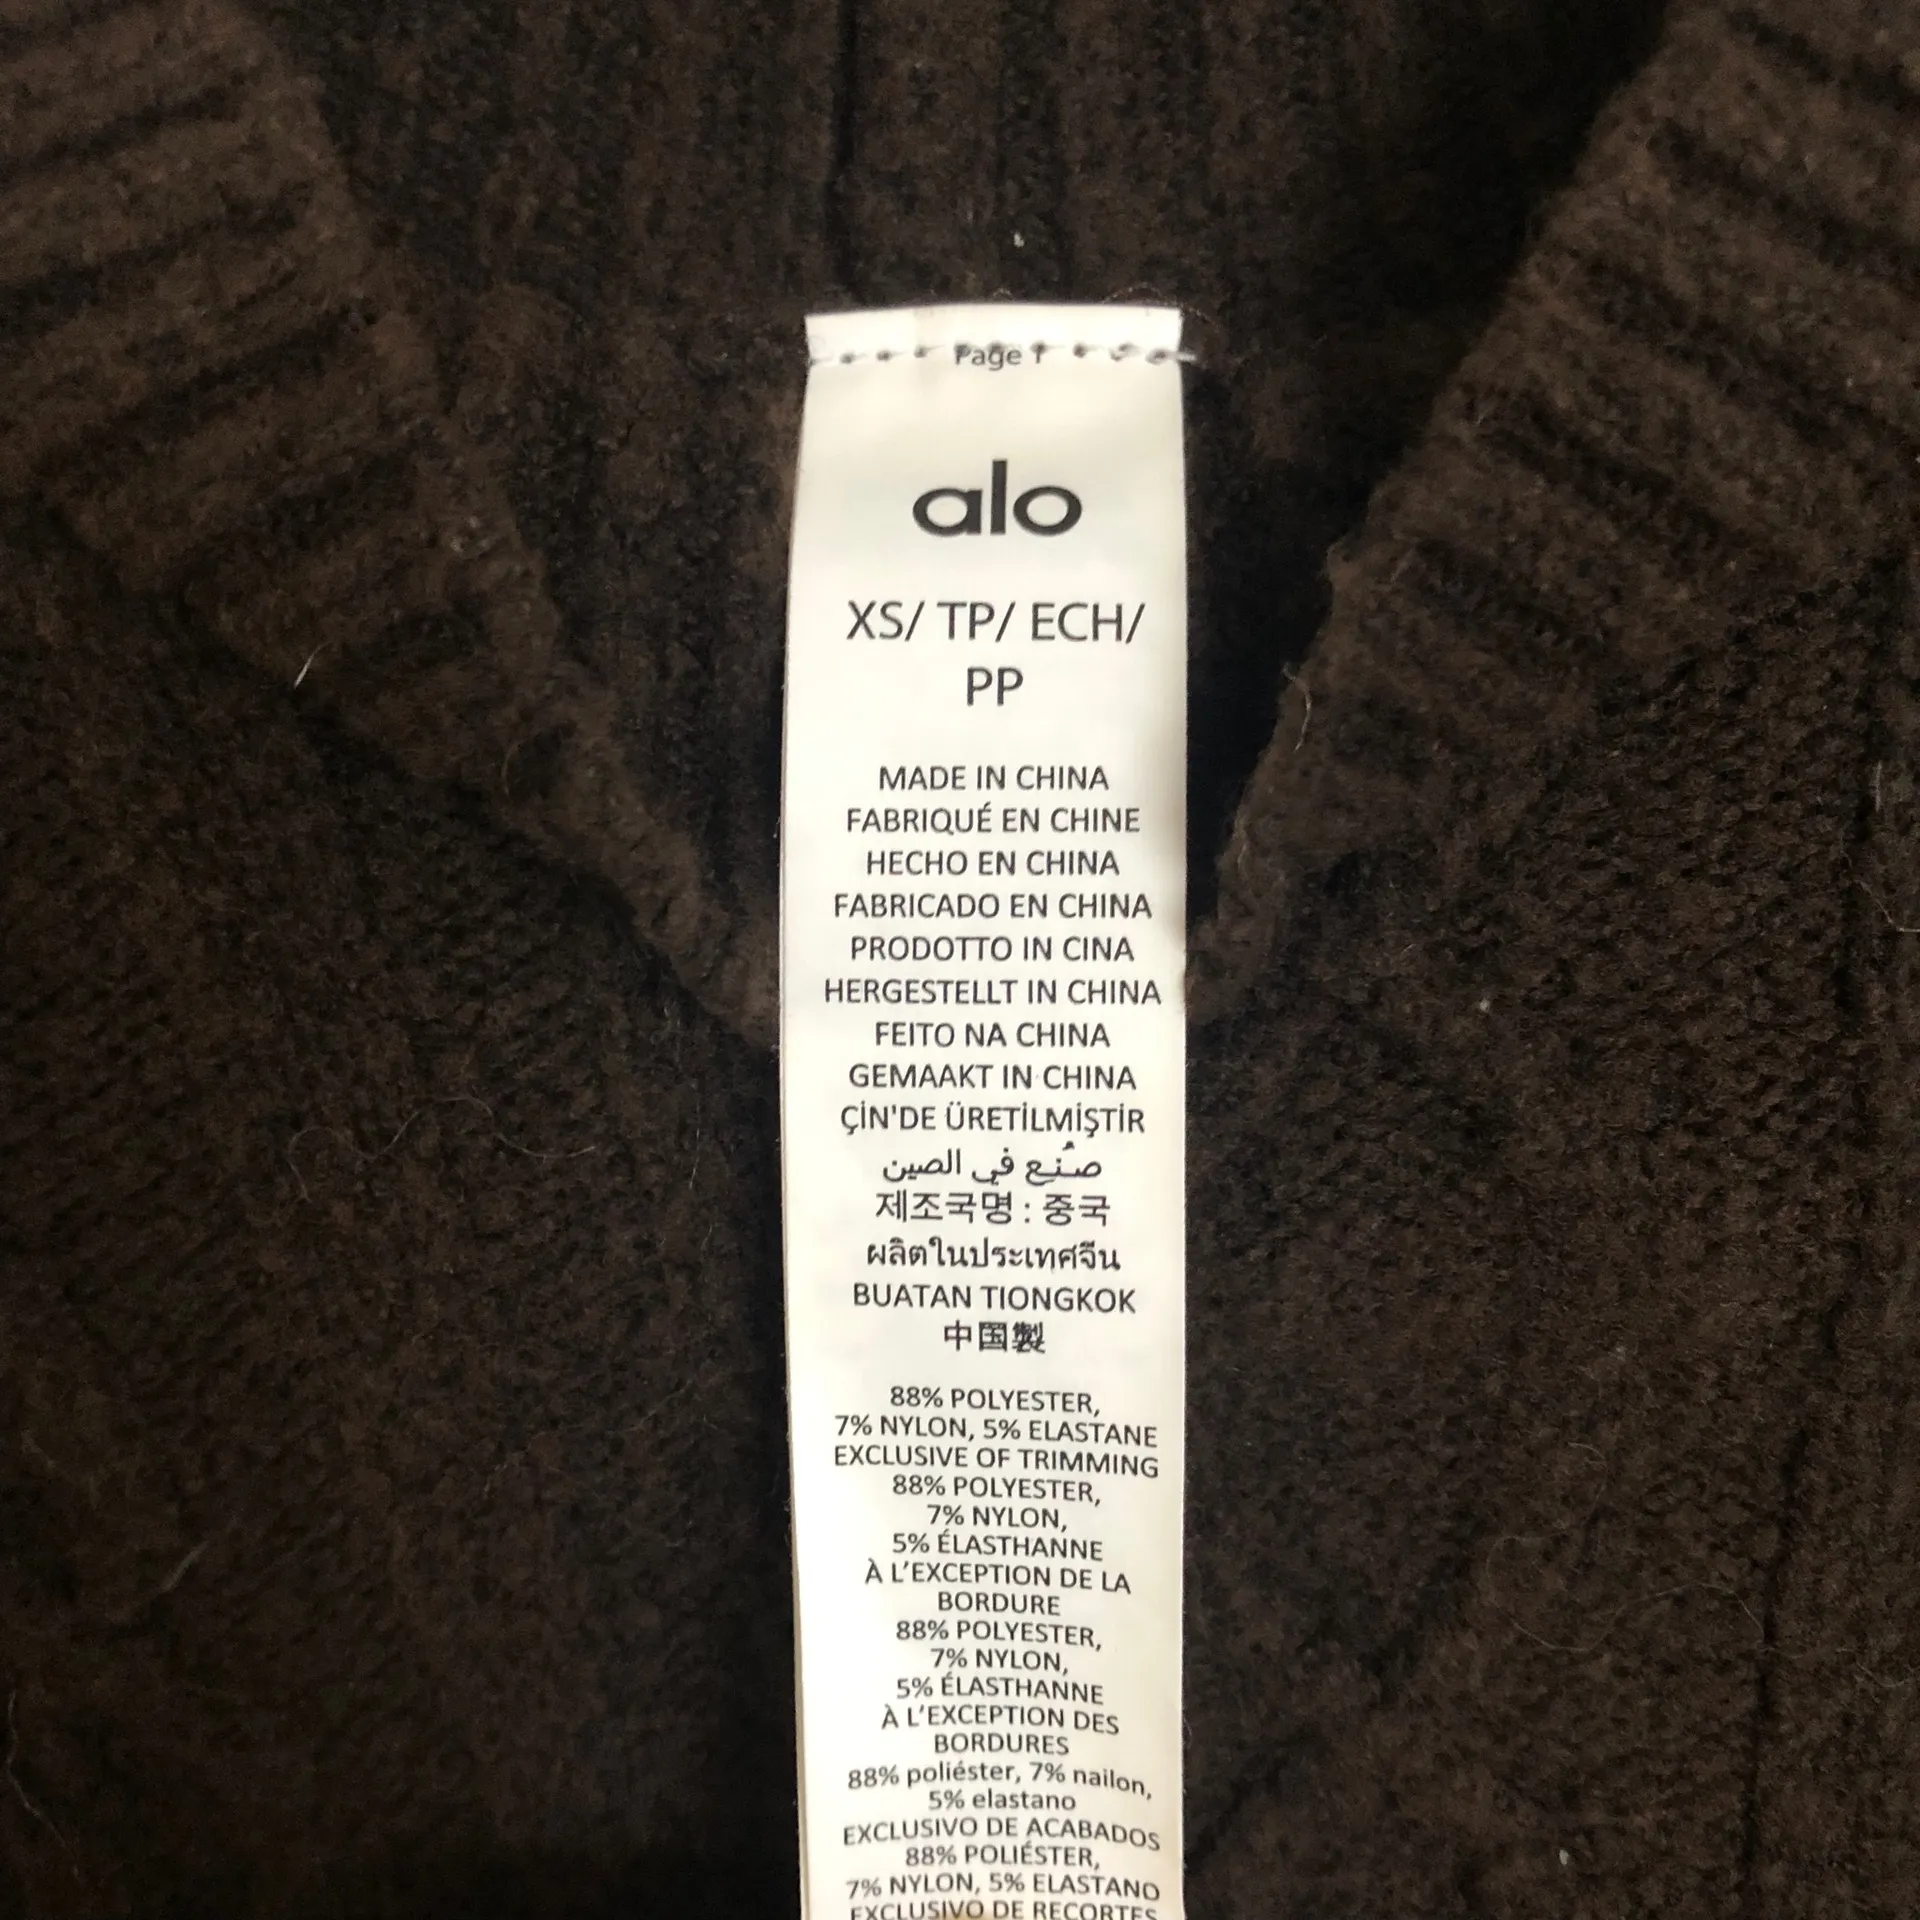 Page 1
alo
XS/ TP/ ECH/
PP
MADE IN CHINA
FABRIQUÉ EN CHINE
HECHO EN CHINA
FABRICADO EN CHINA
PRODOTTO IN CINA
HERGESTELLT IN CHINA
FEITO NA CHINA
GEMAAKT IN CHINA
ÇİN'DE ÜRETİLMİŞTİR
صُنع في الصين
제조국명 : 중국
ผลิตในประเทศจีน
BUATAN TIONGKOK
中国製
88% POLYESTER,
7% NYLON, 5% ELASTANE
EXCLUSIVE OF TRIMMING
88% POLYESTER,
7% NYLON,
5% ÉLASTHANNE
À L’EXCEPTION DE LA
BORDURE
88% POLYESTER,
7% NYLON,
5% ÉLASTHANNE
À L’EXCEPTION DES
BORDURES
88% poliéster, 7% nailon,
5% elastano
EXCLUSIVO DE ACABADOS
88% POLIÉSTER,
7% NYLON, 5% ELASTANO
EXCLUSIVO DE RECORTES